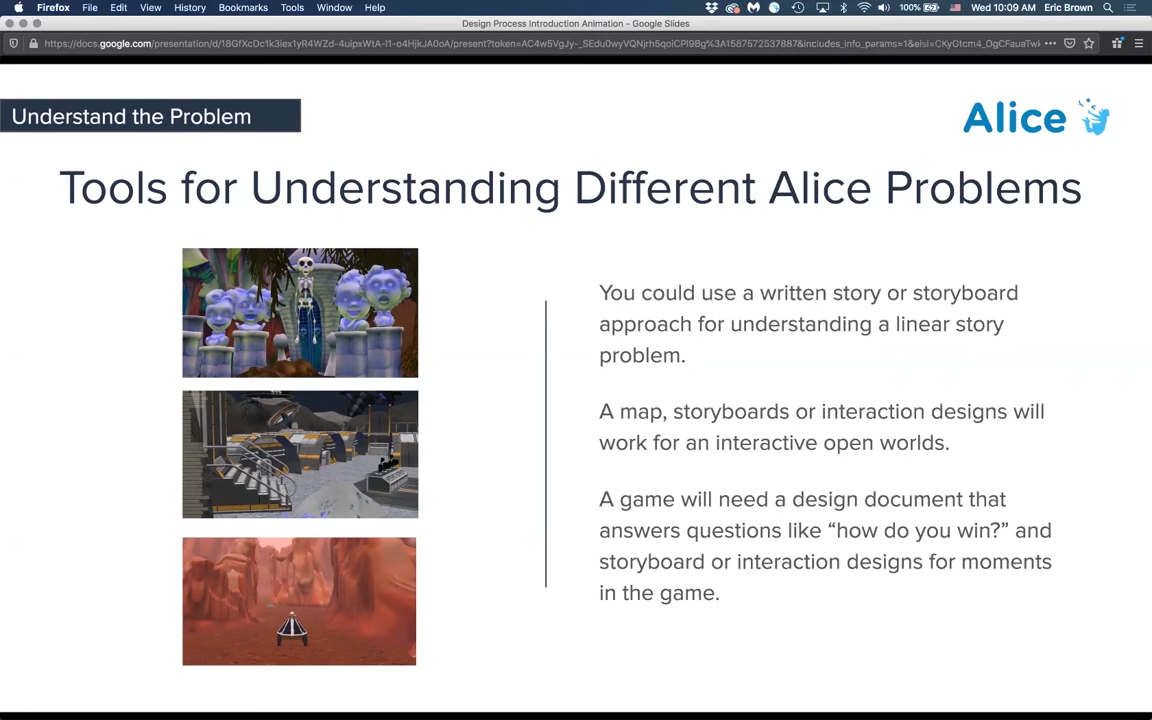 Firefox File Edit View History Bookmarks Tools Window Help 100% Wed 10:09 AM Eric Brown
Design Process Introduction Animation - Google Slides
Understand the Problem
Alice
Tools for Understanding Different Alice Problems
You could use a written story or storyboard
approach for understanding a linear story
problem.
A map, storyboards or interaction designs will
work for an interactive open worlds.
A game will need a design document that
answers questions like “how do you win?” and
storyboard or interaction designs for moments
in the game.